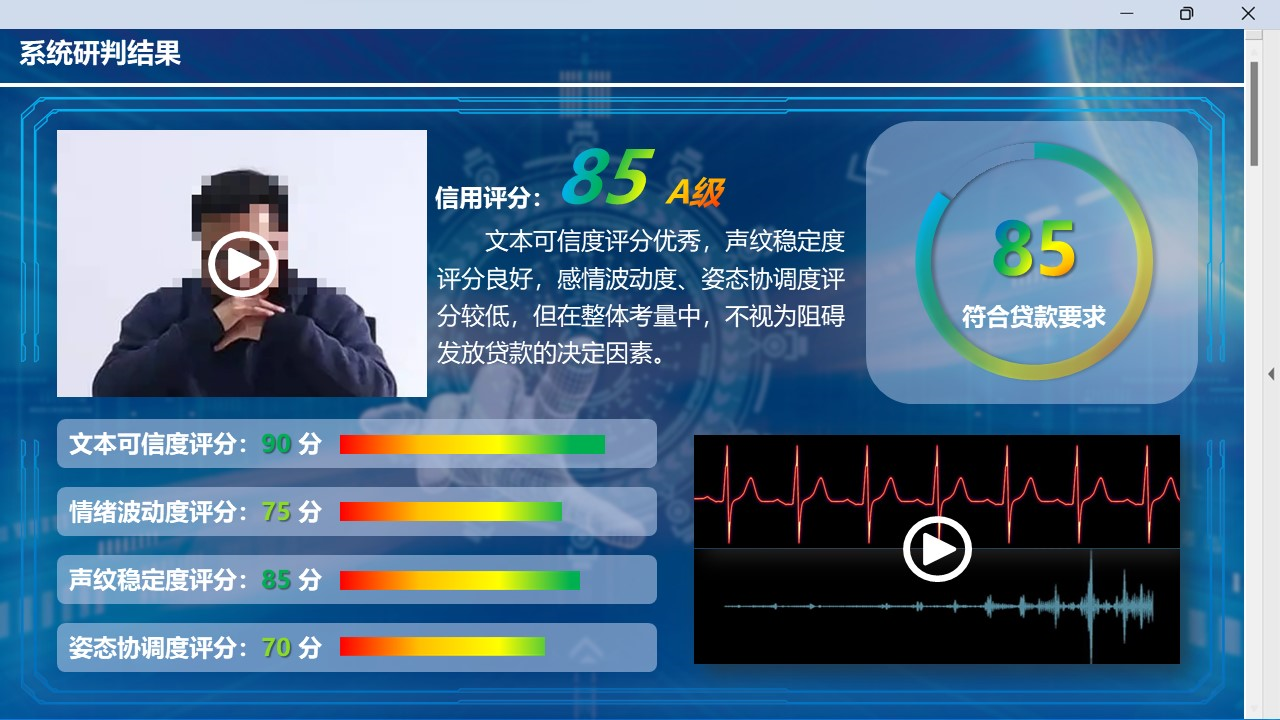 系统研判结果
信用评分：85 A级
文本可信度评分优秀，声纹稳定度
评分良好，感情波动度、姿态协调度评
分较低，但在整体考量中，不视为阻碍
发放贷款的决定因素。
85
符合贷款要求
文本可信度评分：90 分
情绪波动度评分：75 分
声纹稳定度评分：85 分
姿态协调度评分：70 分